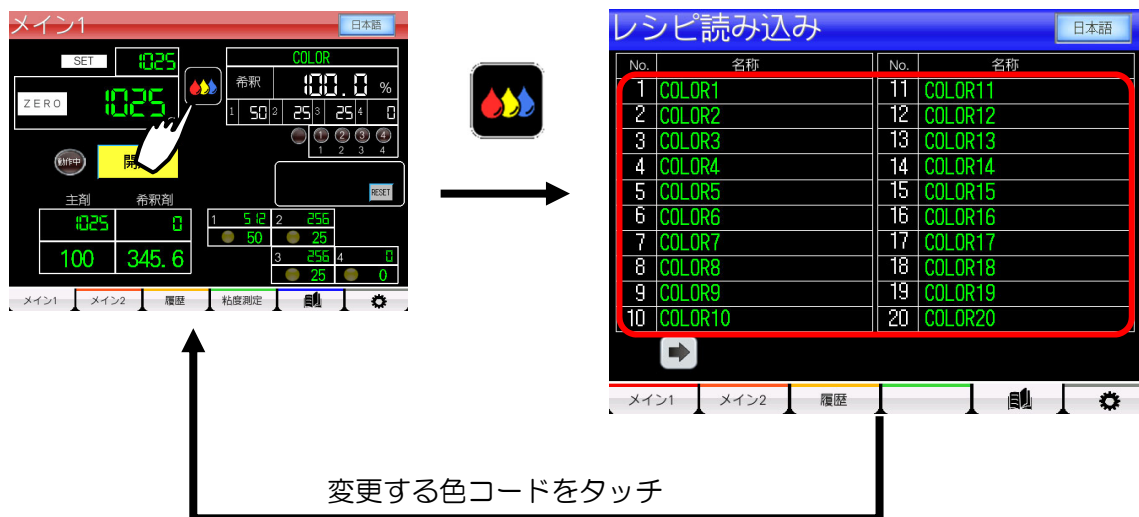 メイン1
日本語
SET 1025
COLOR
希釈 100.0 %
ZERO 1025
1 50 2 25 3 25 4 0
1 2 3 4
1 2 3 4
動作中
開
RESET
主剤 希釈剤
1025 0
100 345.6
1 512 2 256
50 25
3 256 4 0
25 0
メイン1 メイン2 履歴 粘度測定
レシピ読み込み
日本語
No. 名称 No. 名称
1 COLOR1 11 COLOR11
2 COLOR2 12 COLOR12
3 COLOR3 13 COLOR13
4 COLOR4 14 COLOR14
5 COLOR5 15 COLOR15
6 COLOR6 16 COLOR16
7 COLOR7 17 COLOR17
8 COLOR8 18 COLOR18
9 COLOR9 19 COLOR19
10 COLOR10 20 COLOR20
メイン1 メイン2 履歴
変更する色コードをタッチ